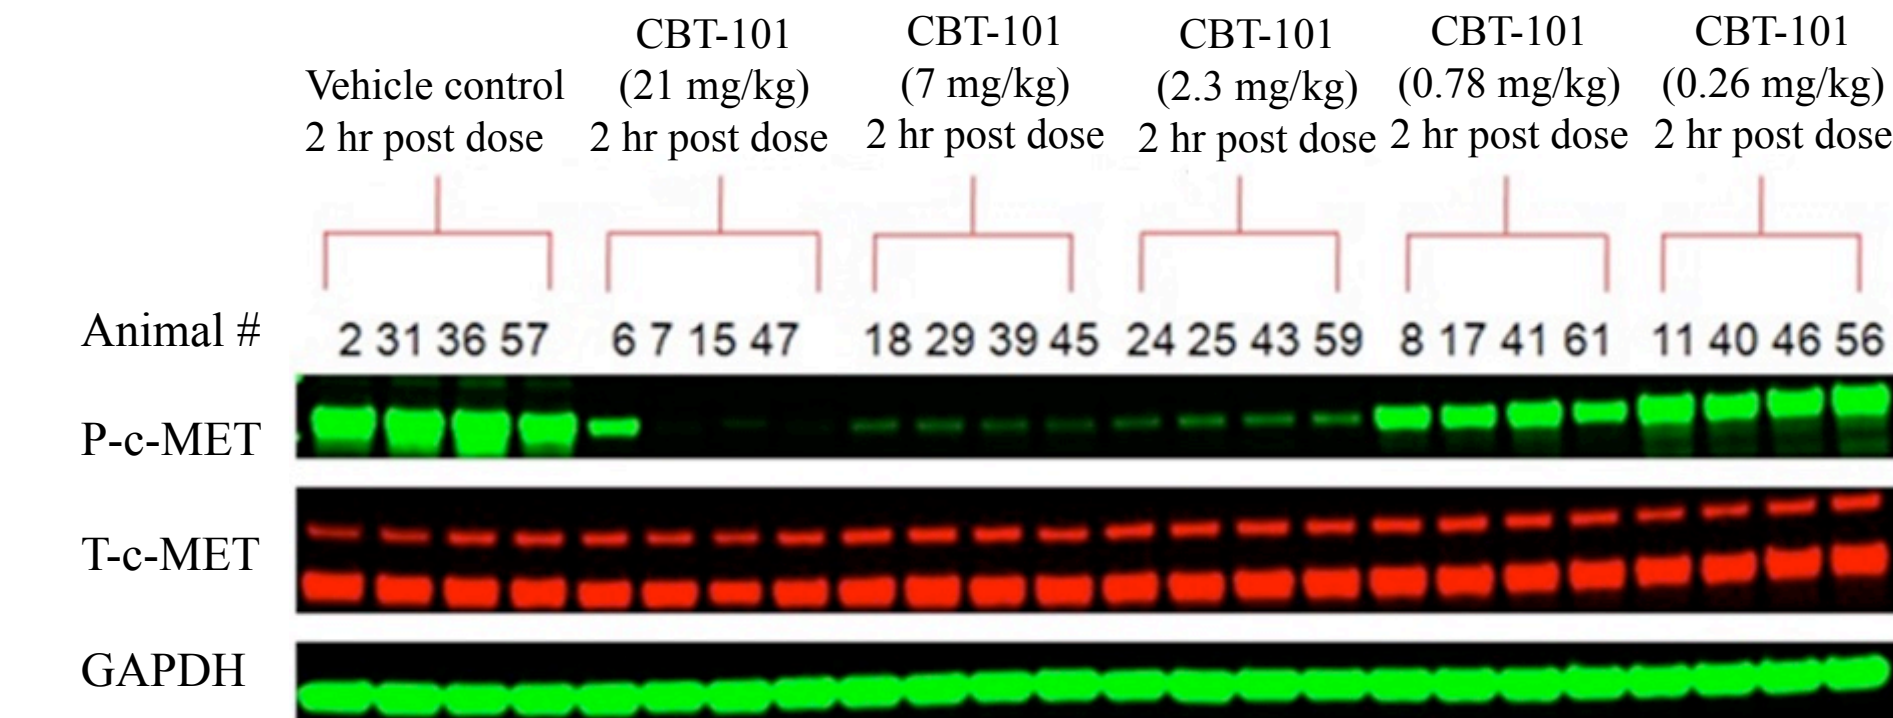 Vehicle control
2 hr post dose
CBT-101
(21 mg/kg)
2 hr post dose
CBT-101
(7 mg/kg)
2 hr post dose
CBT-101
(2.3 mg/kg)
2 hr post dose
CBT-101
(0.78 mg/kg)
2 hr post dose
CBT-101
(0.26 mg/kg)
2 hr post dose
Animal # 2 31 36 57 6 7 15 47 18 29 39 45 24 25 43 59 8 17 41 61 11 40 46 56
P-c-MET
T-c-MET
GAPDH